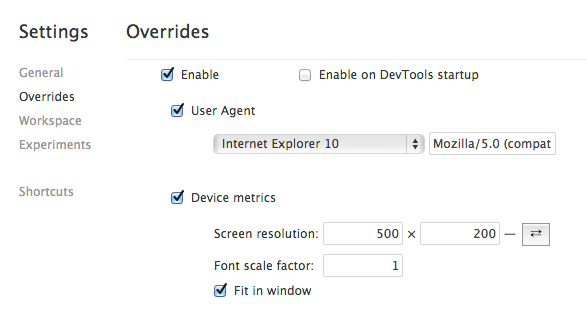 Settings
Overrides
General
Overrides
Workspace
Experiments
Shortcuts
Enable
Enable on DevTools startup
User Agent
Internet Explorer 10
Mozilla/5.0 (compat
Device metrics
Screen resolution: 500 × 200 —
Font scale factor: 1
Fit in window